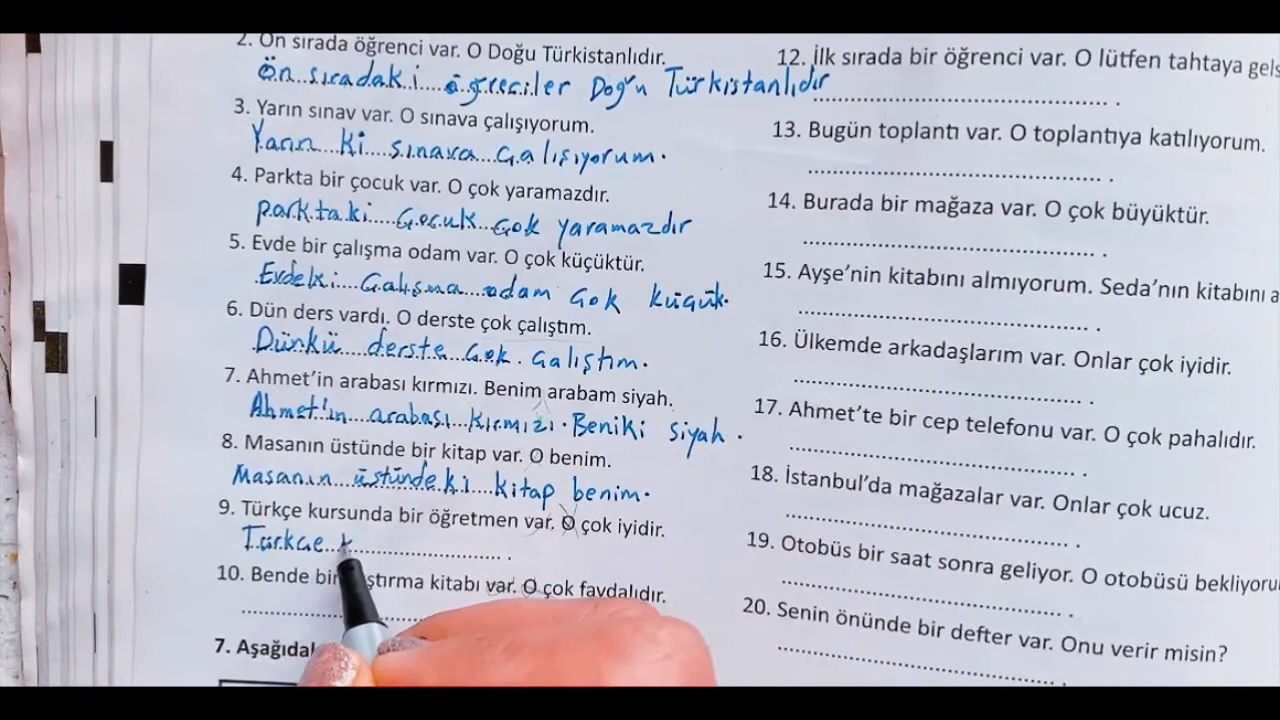 2. Ön sırada öğrenci var. O Doğu Türkistanlıdır.
Ön sıradaki öğreciler Doğu Türkistanlıdır
3. Yarın sınav var. O sınava çalışıyorum.
Yarın ki sınava çalışıyorum.
4. Parkta bir çocuk var. O çok yaramazdır.
parktaki çocuk çok yaramazdır
5. Evde bir çalışma odam var. O çok küçüktür.
Evdeki çalışma odam çok küçük.
6. Dün ders vardı. O derste çok çalıştım.
Dünkü derste çok çalıştım.
7. Ahmet'in arabası kırmızı. Benim arabam siyah.
Ahmet'in arabası kırmızı. Beniki siyah.
8. Masanın üstünde bir kitap var. O benim.
Masanın üstündeki kitap benim.
9. Türkçe kursunda bir öğretmen var. O çok iyidir.
Türkçe k
10. Bende bir ştırma kitabı var. O çok faydalıdır.
7. Aşağıdal
12. İlk sırada bir öğrenci var. O lütfen tahtaya gels
13. Bugün toplantı var. O toplantıya katılıyorum.
14. Burada bir mağaza var. O çok büyüktür.
15. Ayşe'nin kitabını almıyorum. Seda'nın kitabını a
16. Ülkemde arkadaşlarım var. Onlar çok iyidir.
17. Ahmet'te bir cep telefonu var. O çok pahalıdır.
18. İstanbul'da mağazalar var. Onlar çok ucuz.
19. Otobüs bir saat sonra geliyor. O otobüsü bekliyoru
20. Senin önünde bir defter var. Onu verir misin?